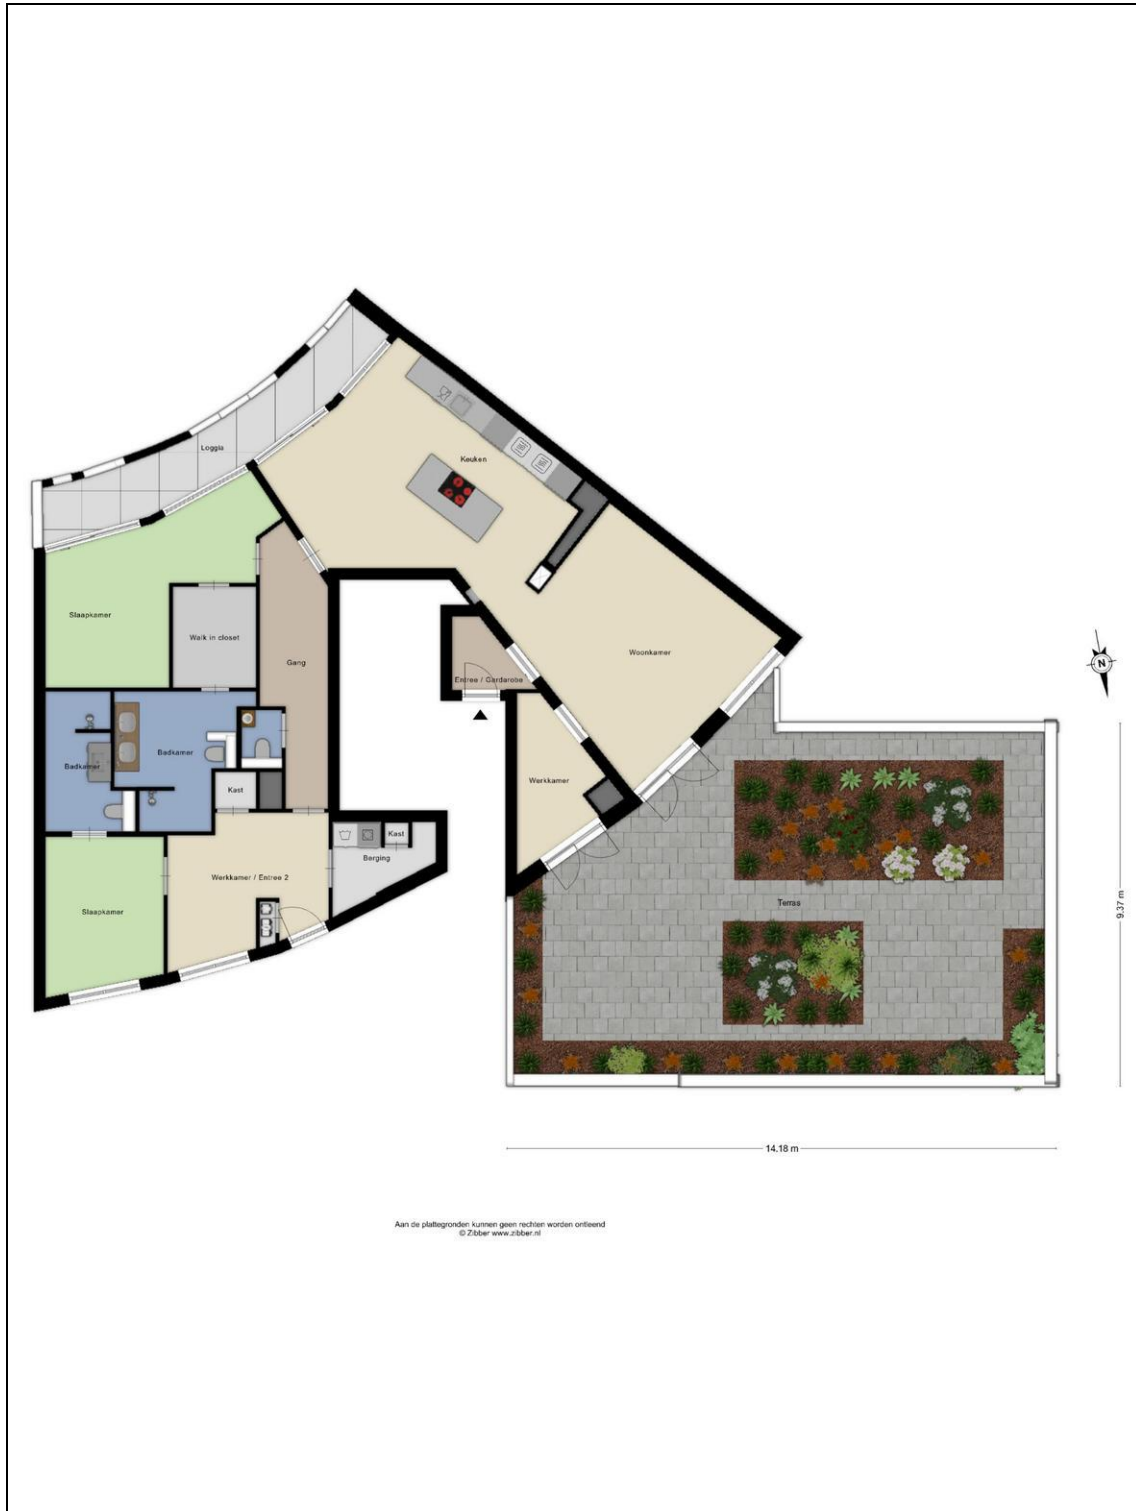 Loggia
Keuken
Slaapkamer
Walk in closet
Gang
Woonkamer
Entree / Garderobe
Badkamer
Badkamer
Werkkamer
Kast
Kast
Berging
Werkkamer / Entree 2
Slaapkamer
Terras
N
9.37 m
14.18 m
Aan de plattegronden kunnen geen rechten worden ontleend
© Zibber www.zibber.nl